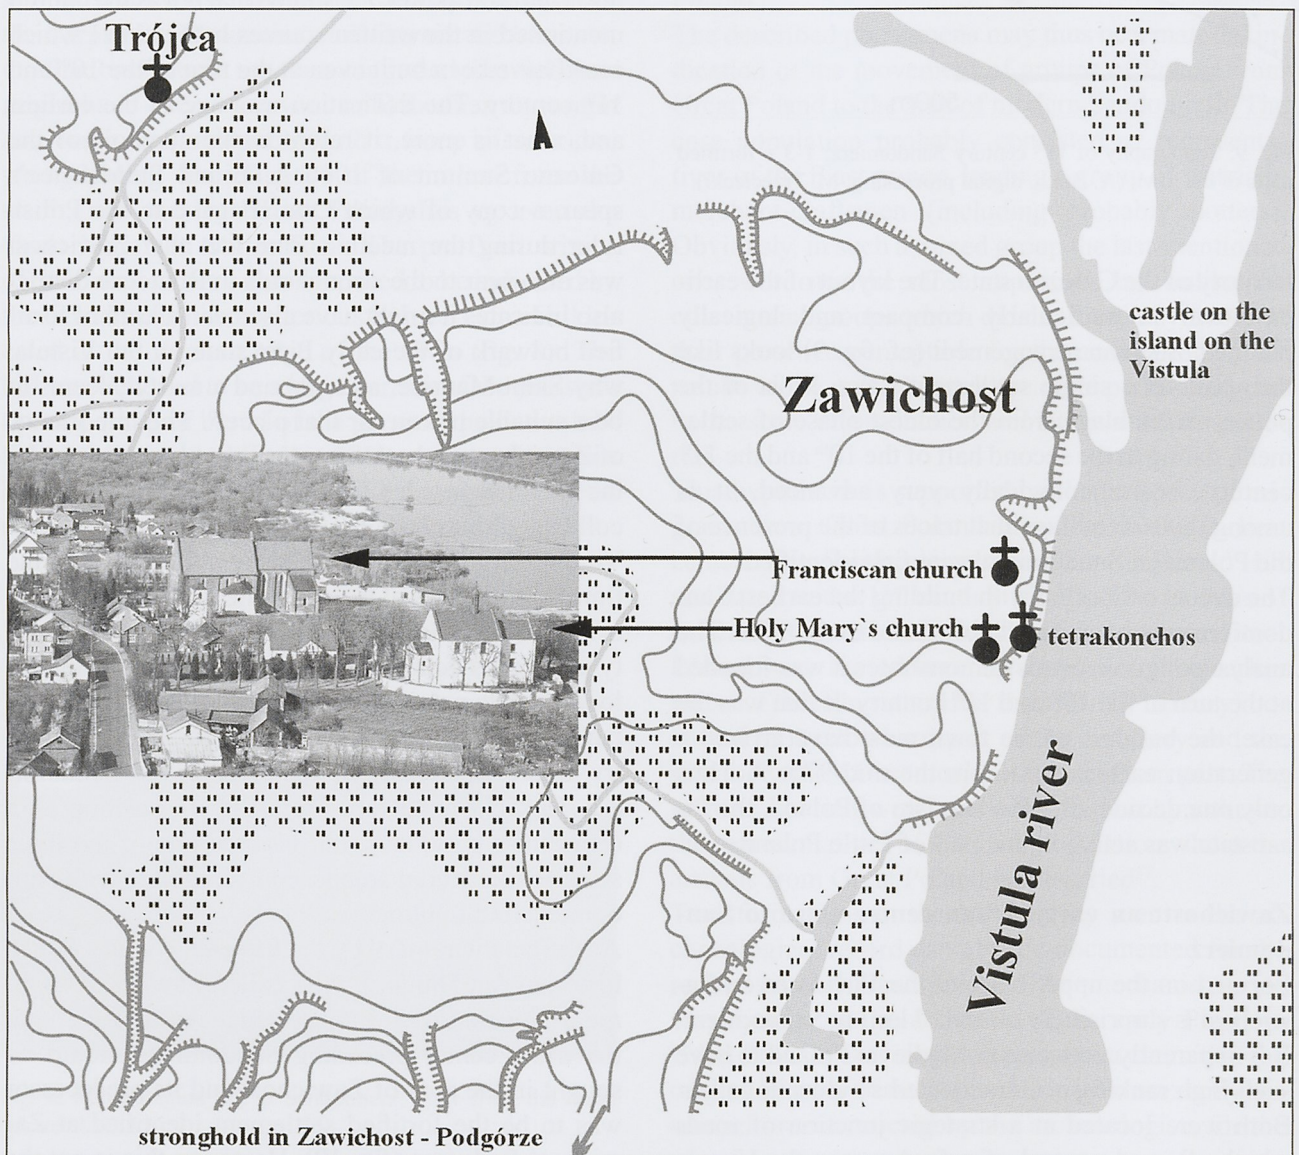 Trójca
castle on the
island on the
Vistula
Zawichost
Franciscan church
Holy Mary`s church
tetrakonchos
Vistula river
stronghold in Zawichost - Podgórze